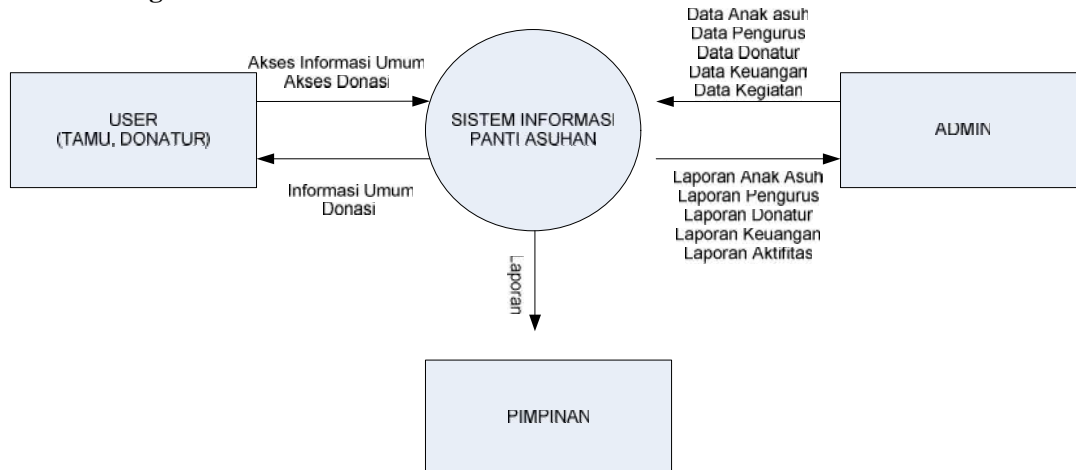 USER
(TAMU, DONATUR)
Akses Informasi Umum
Akses Donasi
Informasi Umum
Donasi
SISTEM INFORMASI
PANTI ASUHAN
Data Anak asuh
Data Pengurus
Data Donatur
Data Keuangan
Data Kegiatan
ADMIN
Laporan Anak Asuh
Laporan Pengurus
Laporan Donatur
Laporan Keuangan
Laporan Aktifitas
Laporan
PIMPINAN